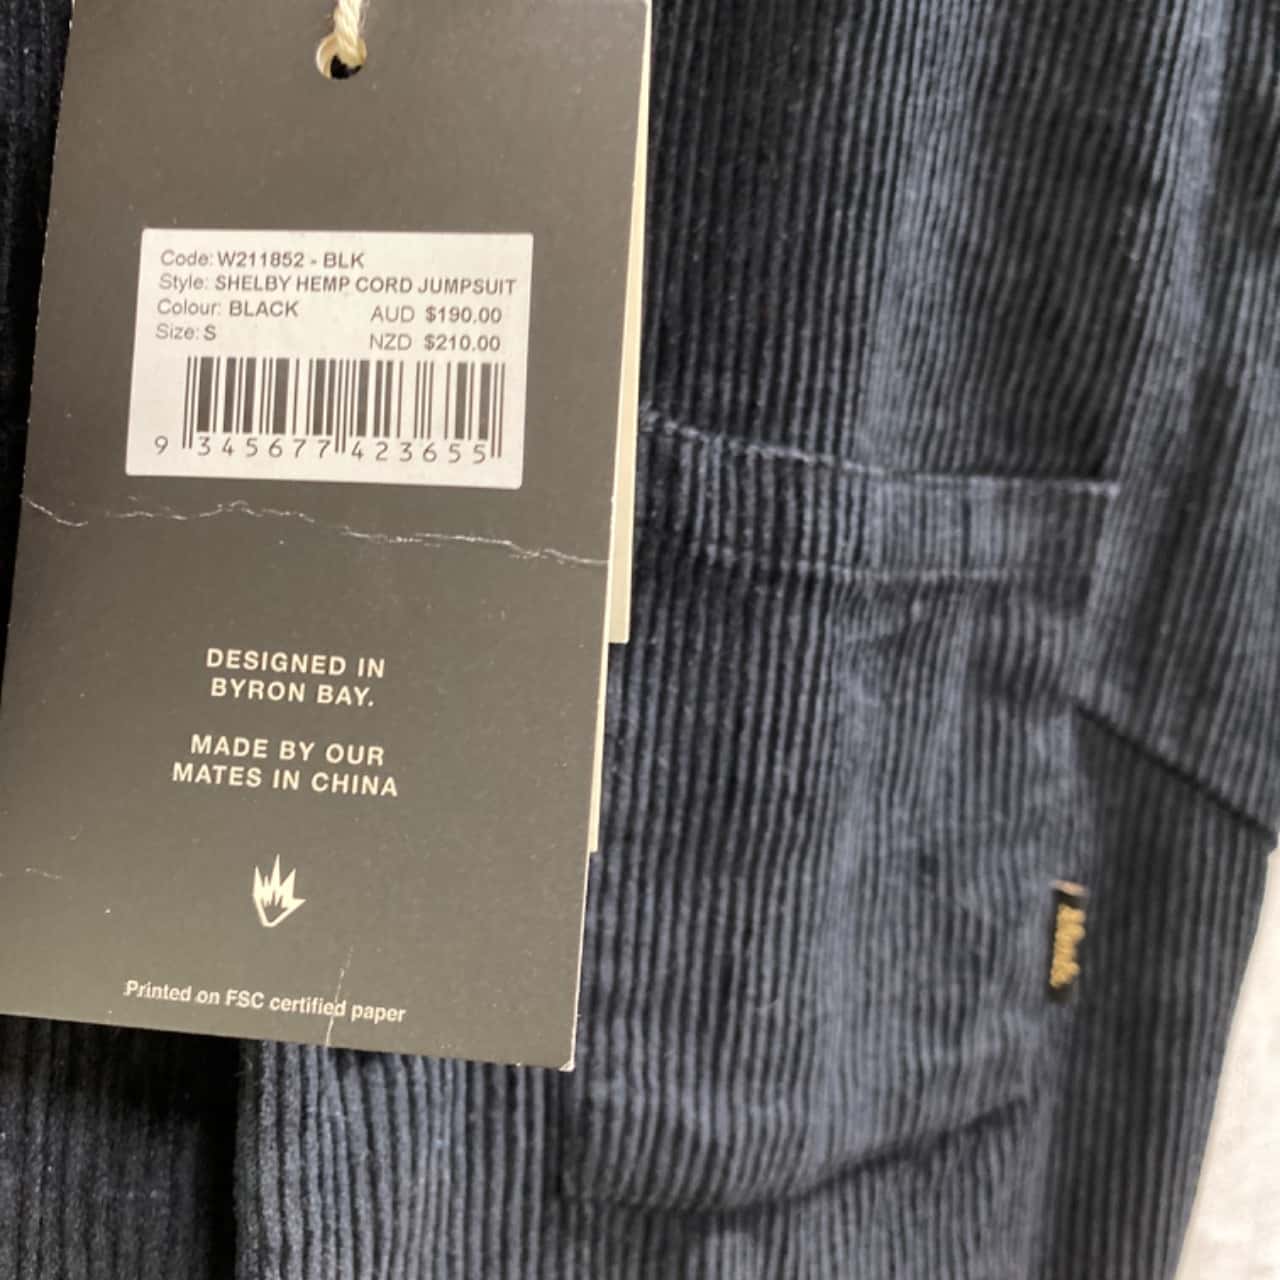 Code: W211852 - BLK
Style: SHELBY HEMP CORD JUMPSUIT
Colour: BLACK AUD $190.00
Size: S NZD $210.00
9 345677 423655
DESIGNED IN
BYRON BAY.
MADE BY OUR
MATES IN CHINA
Printed on FSC certified paper